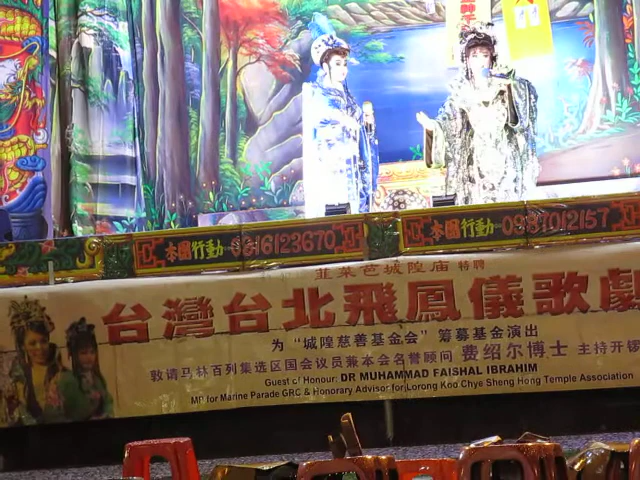 本團行動 0916123670
本團行動 0931012157
韮菜芭城隍庙 特聘
台灣台北飛鳳儀歌劇
为 “城隍慈善基金会” 筹募基金演出
敦请马林百列集选区国会议员兼本会名誉顾问 费绍尔博士 主持开锣
Guest of Honour: DR MUHAMMAD FAISHAL IBRAHIM
MP for Marine Parade GRC & Honorary Advisor for Lorong Koo Chye Sheng Hong Temple Association.